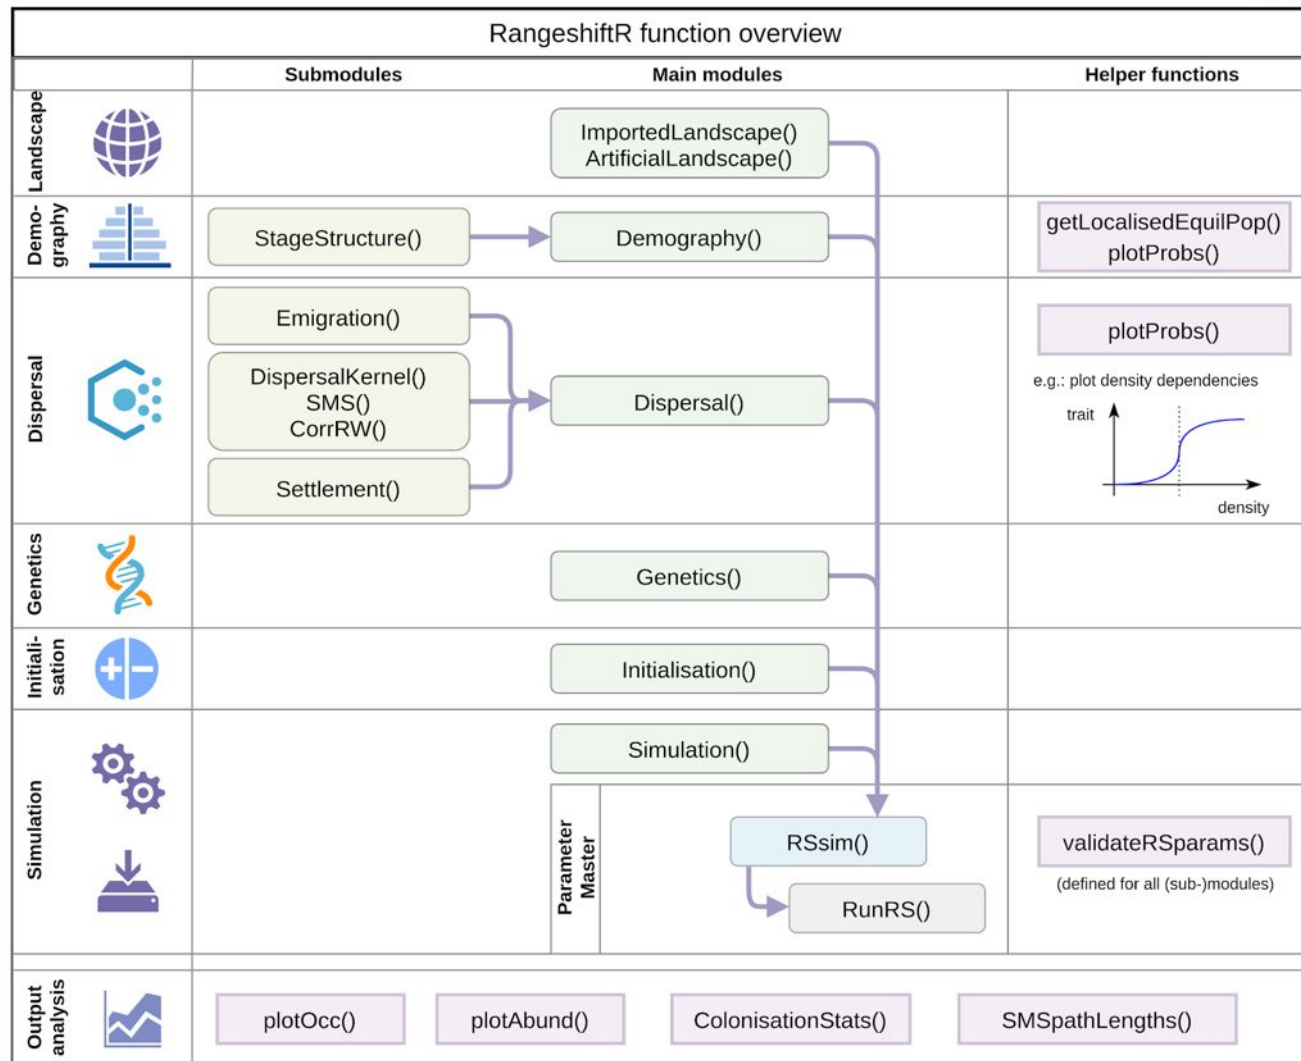 RangeshiftR function overview
Submodules
Main modules
Helper functions
Landscape
ImportedLandscape()
ArtificialLandscape()
Demo-
graphy
StageStructure()
Demography()
getLocalisedEquilPop()
plotProbs()
Dispersal
Emigration()
DispersalKernel()
SMS()
CorrRW()
Settlement()
Dispersal()
plotProbs()
e.g.: plot density dependencies
trait
density
Genetics
Genetics()
Initiali-
sation
Initialisation()
Simulation
Simulation()
Parameter
Master
RSsim()
RunRS()
validateRSparams()
(defined for all (sub-)modules)
Output
analysis
plotOcc()
plotAbund()
ColonisationStats()
SMSpathLengths()